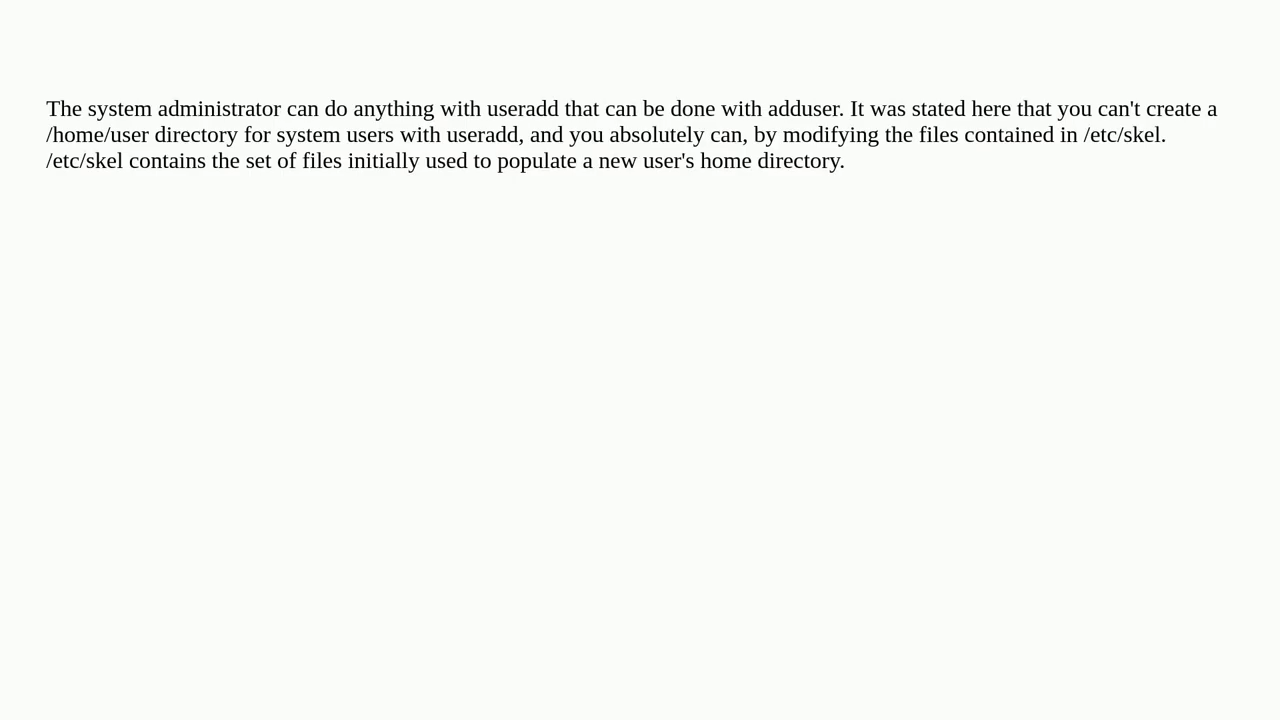 The system administrator can do anything with useradd that can be done with adduser. It was stated here that you can't create a
/home/user directory for system users with useradd, and you absolutely can, by modifying the files contained in /etc/skel.
/etc/skel contains the set of files initially used to populate a new user's home directory.